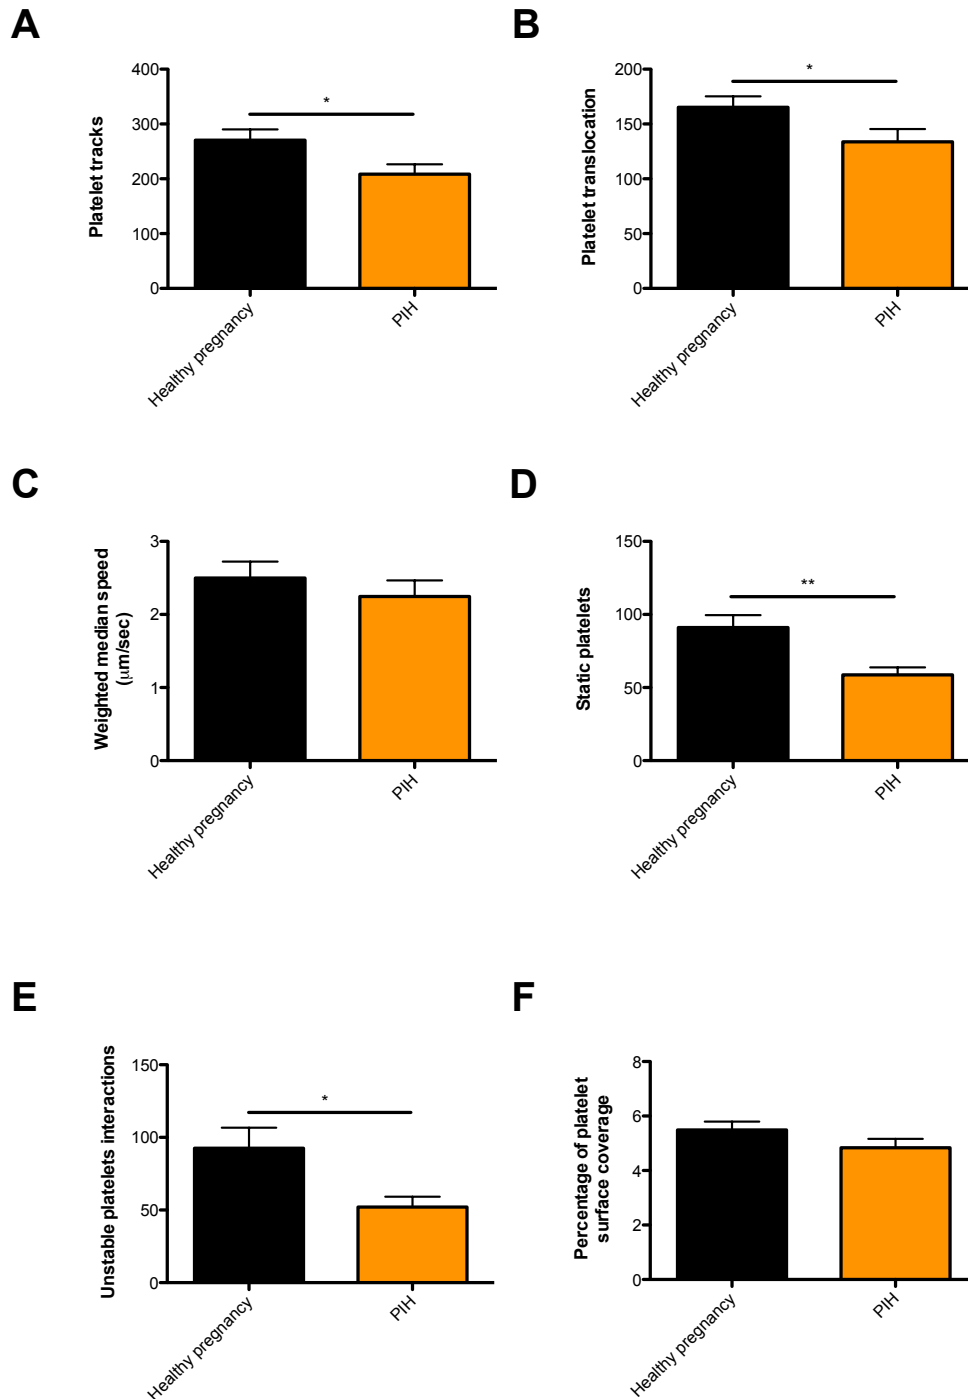 A
Platelet tracks
400
300
200
100
0
*
Healthy pregnancy
PIH
B
Platelet translocation
200
150
100
50
0
*
Healthy pregnancy
PIH
C
Weighted median speed
(μm/sec)
3
2
1
0
Healthy pregnancy
PIH
D
Static platelets
150
100
50
0
**
Healthy pregnancy
PIH
E
Unstable platelets interactions
150
100
50
0
*
Healthy pregnancy
PIH
F
Percentage of platelet
surface coverage
8
6
4
2
0
Healthy pregnancy
PIH